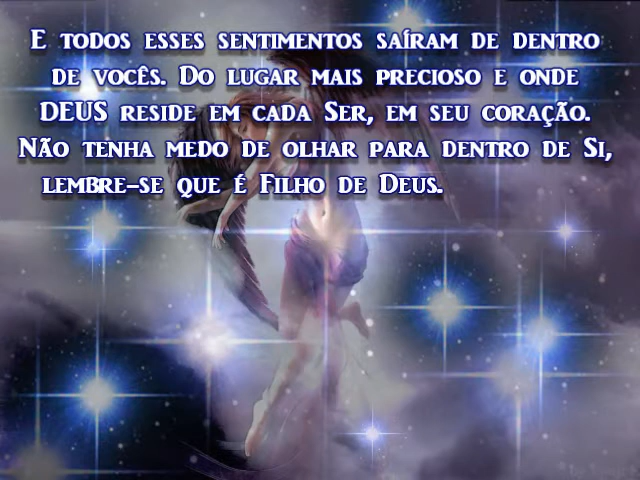 E todos esses sentimentos saíram de dentro
de vocês. Do lugar mais precioso e onde
DEUS reside em cada Ser, em seu coração.
Não tenha medo de olhar para dentro de Si,
lembre-se que é Filho de Deus.